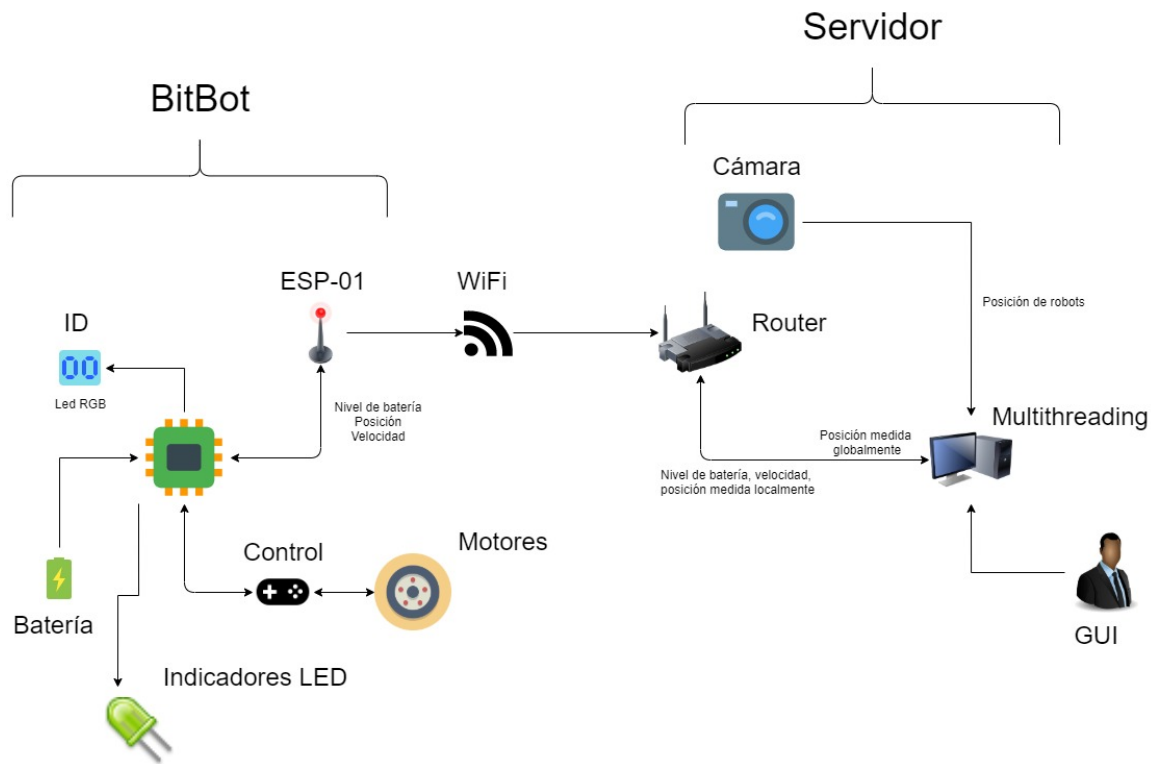 Servidor
BitBot
Cámara
ESP-01
WiFi
Posición de robots
ID
Router
00
Led RGB
Nivel de batería
Posición
Velocidad
Multithreading
Posición medida
globalmente
Nivel de batería, velocidad,
posición medida localmente
Control
Motores
Batería
GUI
Indicadores LED